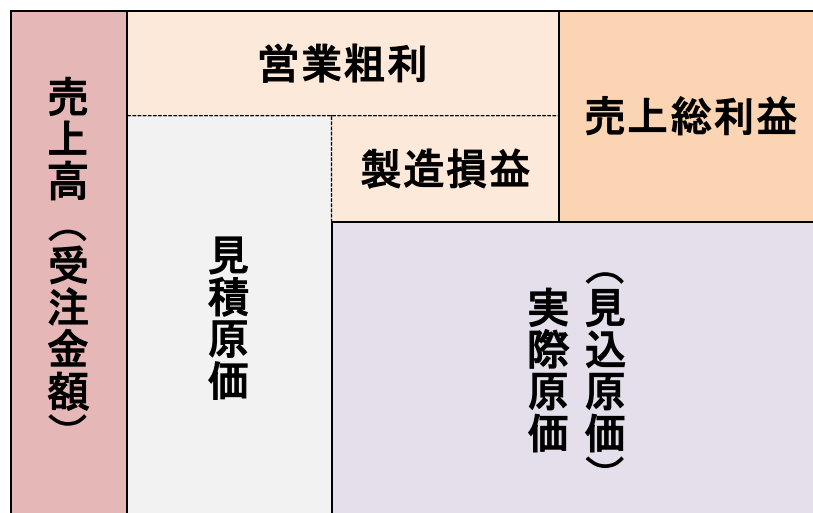 売上高（受注金額）
営業粗利
売上総利益
製造損益
見積原価
（見込原価）
実際原価